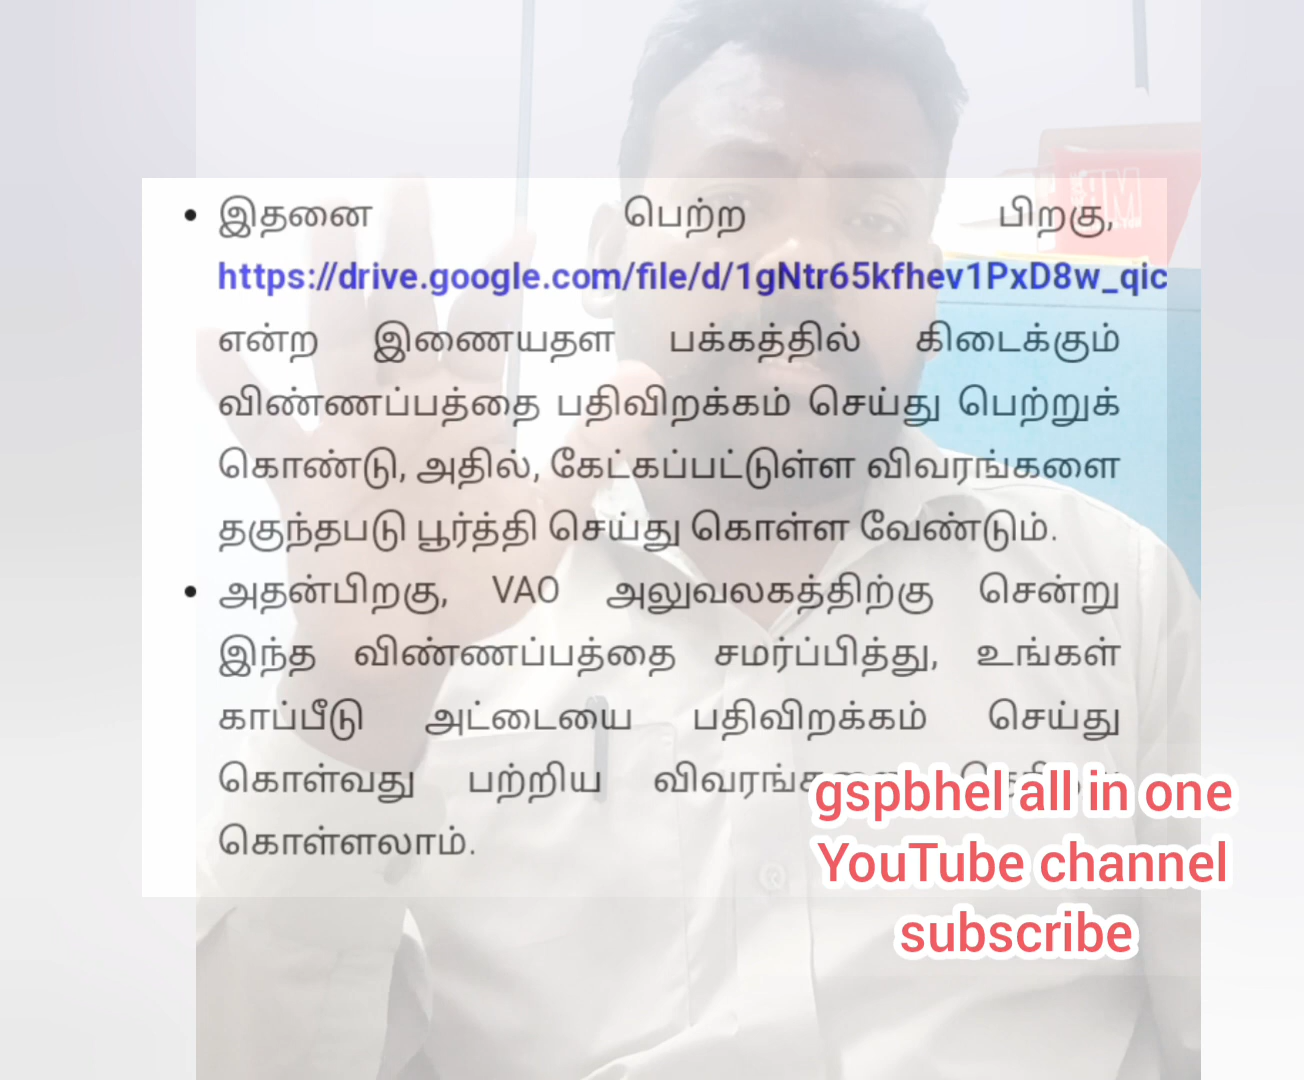 • இதனை பெற்ற பிறகு,
https://drive.google.com/file/d/1gNtr65kfhev1PxD8w_qic
என்ற இணையதள பக்கத்தில் கிடைக்கும்
விண்ணப்பத்தை பதிவிறக்கம் செய்து பெற்றுக்
கொண்டு, அதில், கேட்கப்பட்டுள்ள விவரங்களை
தகுந்தபடு பூர்த்தி செய்து கொள்ள வேண்டும்.
• அதன்பிறகு, VAO அலுவலகத்திற்கு சென்று
இந்த விண்ணப்பத்தை சமர்ப்பித்து, உங்கள்
காப்பீடு அட்டையை பதிவிறக்கம் செய்து
கொள்வது பற்றிய
கொள்ளலாம்.
gspbhel all in one
YouTube channel
subscribe